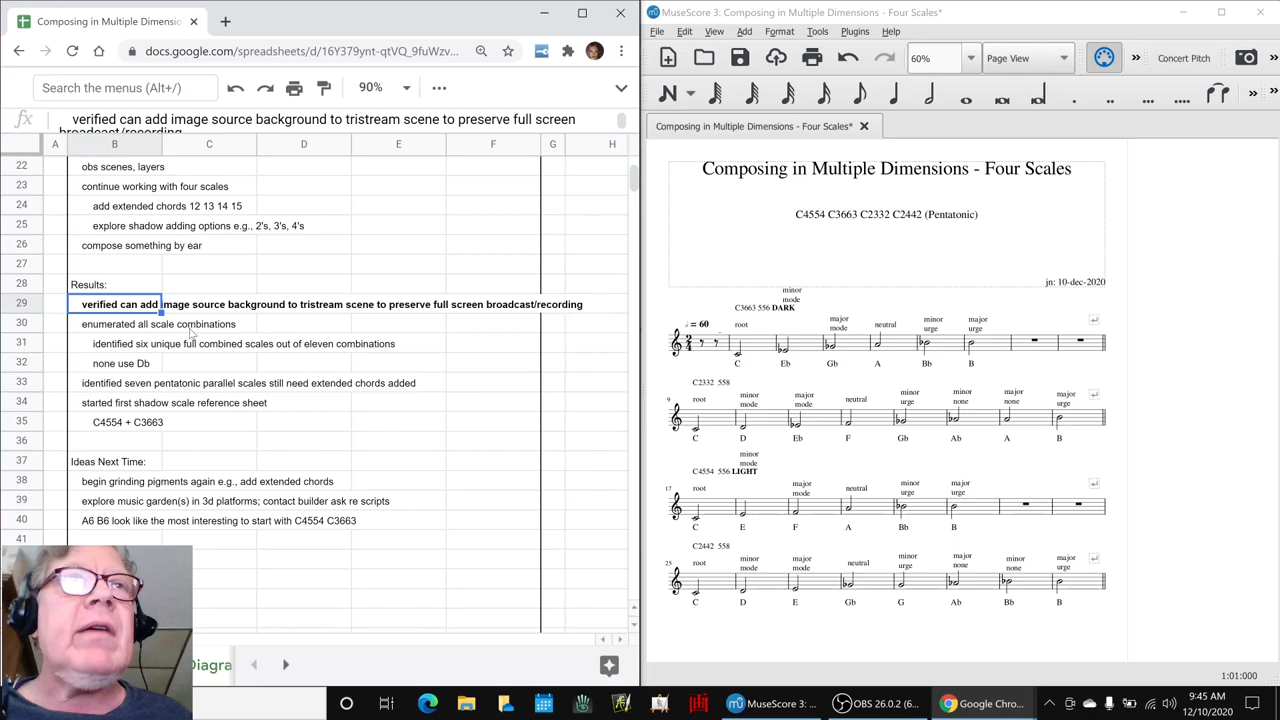 Composing in Multiple Dimensio
docs.google.com/spreadsheets/d/16Y379ynt-qtVQ_9fuWzv...
Search the menus (Alt+/)
90%
fx
verified can add image source background to tristream scene to preserve full screen
broadcast/recording
A B C D E F G H
22 obs scenes, layers
23 continue working with four scales
24 add extended chords 12 13 14 15
25 explore shadow adding options e.g., 2's, 3's, 4's
26 compose something by ear
27
28 Results:
29 verified can add image source background to tristream scene to preserve full screen broadcast/recording
30 enumerated all scale combinations
31 identified six unique full combined scales out of eleven combinations
32 none use Db
33 identified seven pentatonic parallel scales still need extended chords added
34 started first shadow scale reference sheet
35 C4554 + C3663
36
37 Ideas Next Time:
38 begin grinding pigments again e.g., add extended chords
39 explore music garden(s) in 3d platforms; contact builder ask re scripts
40 A6 B6 look like the most interesting to start with C4554 C3663
41
Diagra
MuseScore 3: Composing in Multiple Dimensions - Four Scales*
File Edit View Add Format Tools Plugins Help
60%
Page View
Concert Pitch
Composing in Multiple Dimensions - Four Scales*
Composing in Multiple Dimensions - Four Scales
C4554 C3663 C2332 C2442 (Pentatonic)
jn: 10-dec-2020
C3663 556 DARK
= 60
root
minor mode
major mode
neutral
minor urge
major urge
C Eb Gb A Bb B
9
C2332 558
root
minor mode
major mode
neutral
minor urge
minor none
major none
major urge
C D Eb F Gb Ab A B
17
C4554 556 LIGHT
root
minor mode
major mode
neutral
minor urge
major urge
C E F A Bb B
25
C2442 558
root
minor mode
major mode
neutral
minor urge
major none
minor none
major urge
C D E Gb G Ab Bb B
1:01:000
MuseScore 3: ...
OBS 26.0.2 (6...
Google Chro...
9:45 AM
12/10/2020